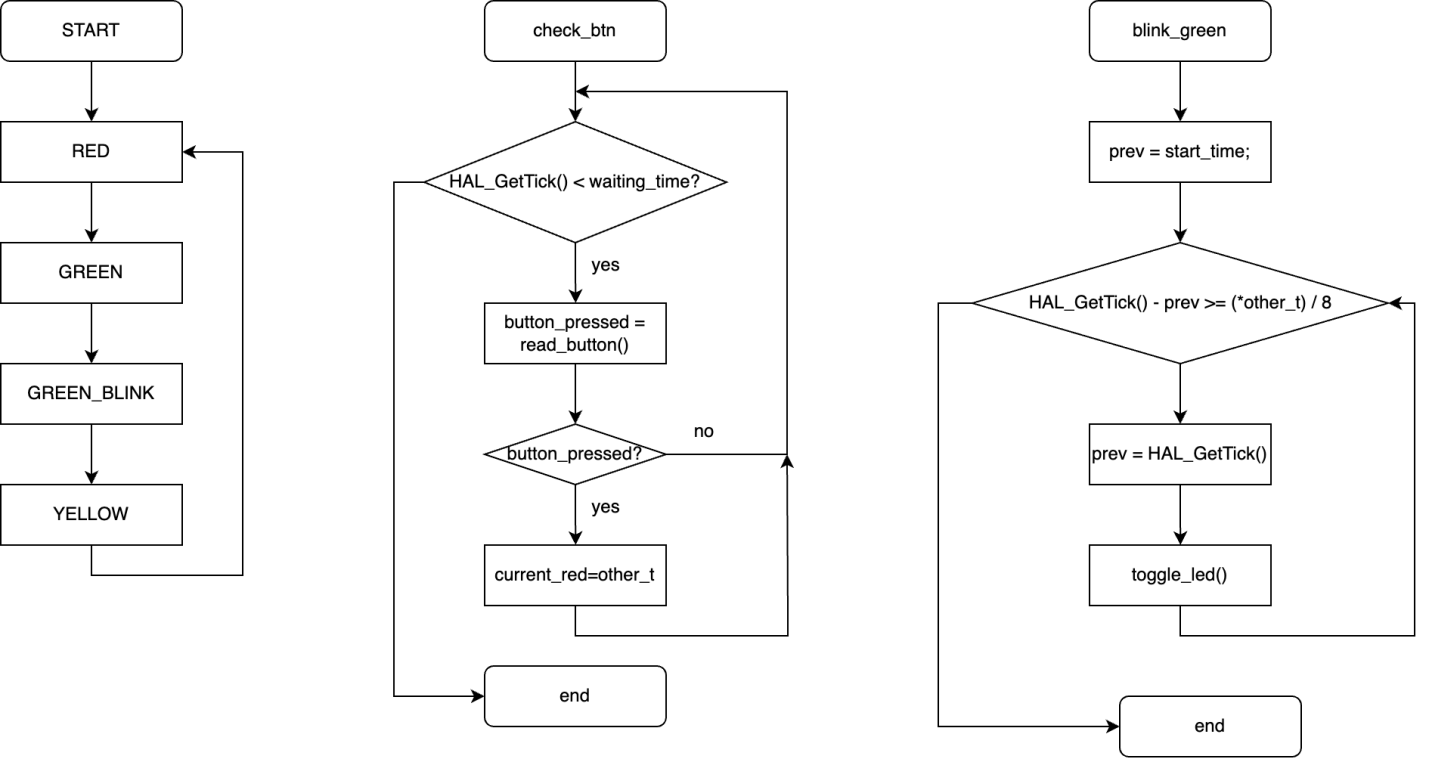 START
RED
GREEN
GREEN_BLINK
YELLOW
check_btn
HAL_GetTick() < waiting_time?
yes
button_pressed =
read_button()
button_pressed?
no
yes
current_red=other_t
end
blink_green
prev = start_time;
HAL_GetTick() - prev >= (*other_t) / 8
prev = HAL_GetTick()
toggle_led()
end